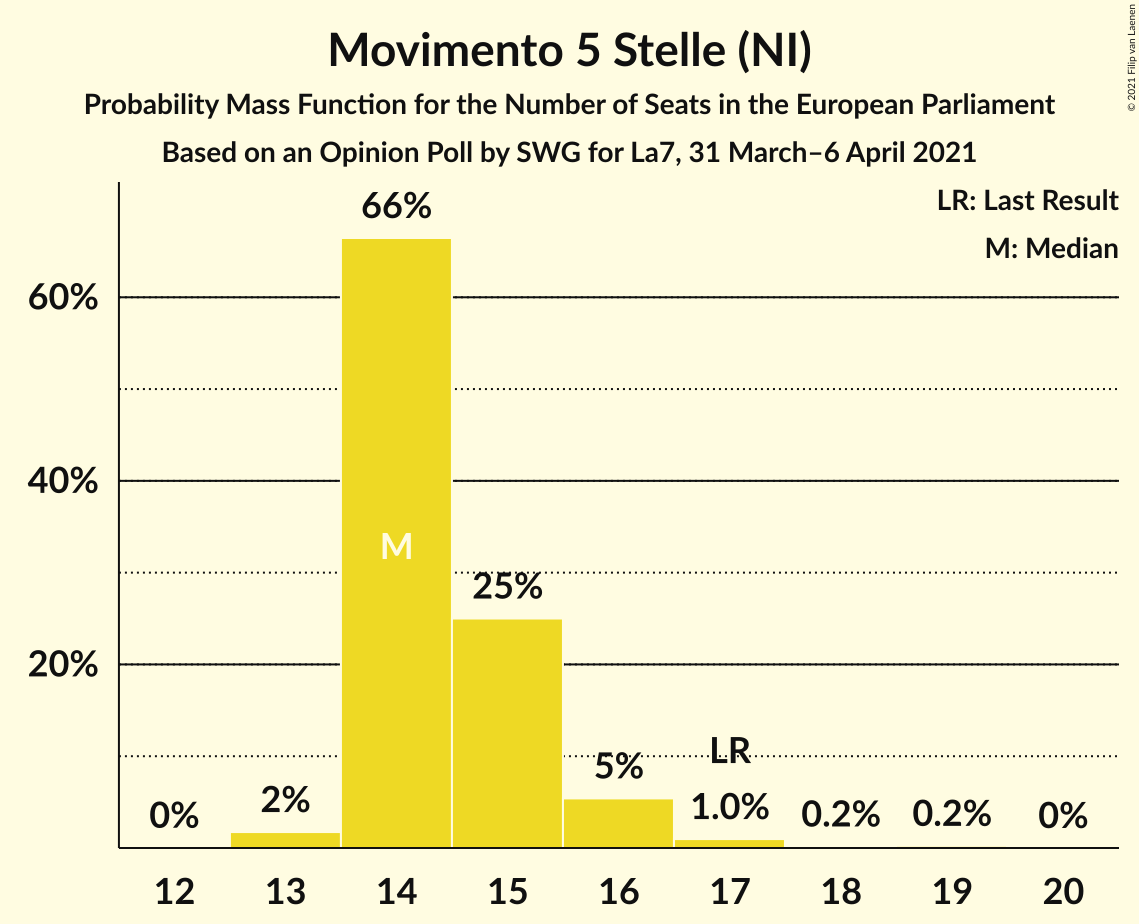 Movimento 5 Stelle (NI)
Probability Mass Function for the Number of Seats in the European Parliament
Based on an Opinion Poll by SWG for La7, 31 March–6 April 2021
© 2021 Filip van Laenen
LR: Last Result
M: Median
66%
60%
40%
M
25%
20%
LR
5%
2%
1.0%
0%
0.2%
0.2%
0%
12 13 14 15 16 17 18 19 20